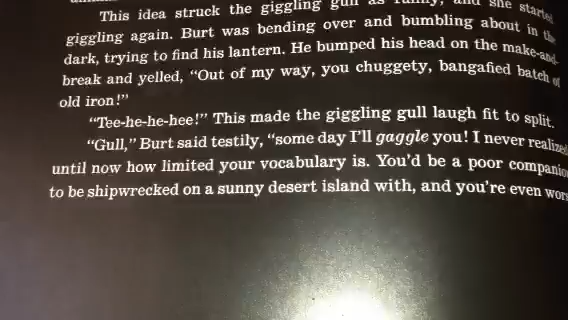 This idea struck the giggling gull as funny, and she started
giggling again. Burt was bending over and bumbling about in the
dark, trying to find his lantern. He bumped his head on the make-and-
break and yelled, “Out of my way, you chuggety, bangafied batch of
old iron!”
“Tee-he-he-hee!” This made the giggling gull laugh fit to split.
“Gull,” Burt said testily, “some day I’ll gaggle you! I never realized
until now how limited your vocabulary is. You’d be a poor companion
to be shipwrecked on a sunny desert island with, and you’re even